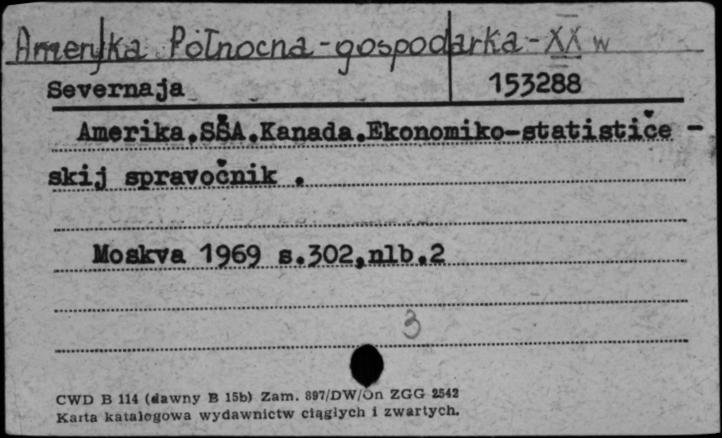 Ameryka Północna - gospodarka - XX w
Severnaja 153288
Amerika.SŠA.Kanada.Ekonomiko-statističe -
skij spravočnik .
Moskva 1969 s.302,nlb.2
3
CWD B 114 (dawny B 15b) Zam. 897/DW/On ZGG 2542
Karta katalogowa wydawnictw ciągłych i zwartych.